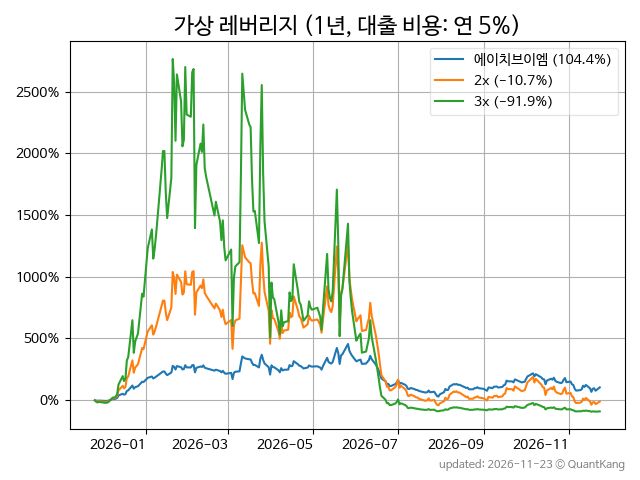 가상 레버리지 (1년, 대출 비용: 연 5%)
에이치브이엠 (104.4%)
2x (−10.7%)
3x (−91.9%)
2500%
2000%
1500%
1000%
500%
0%
2026-01 2026-03 2026-05 2026-07 2026-09 2026-11
updated: 2026-11-23 © QuantKang